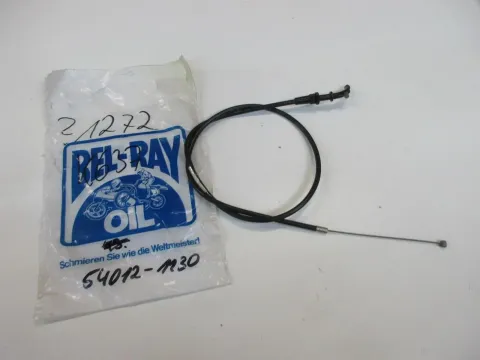 21272
BEL-RAY
OIL
Schmieren Sie wie die Weltmeister!
54012-1130